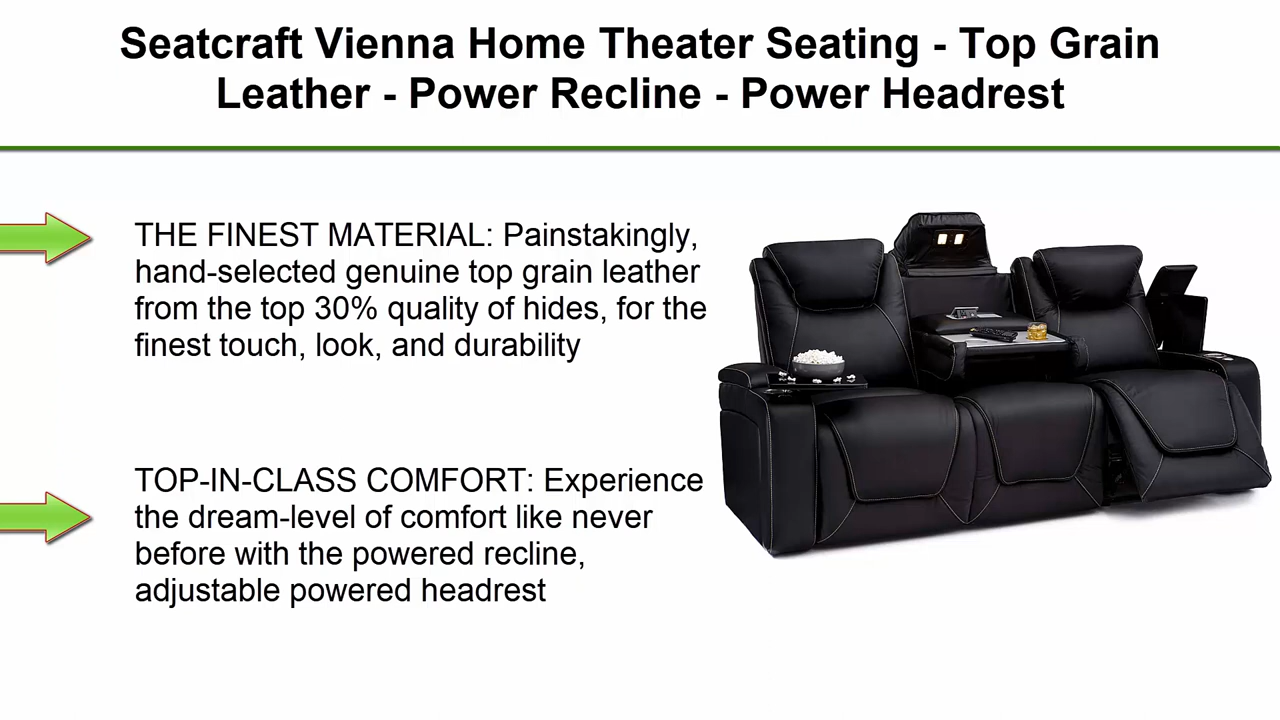 Seatcraft Vienna Home Theater Seating - Top Grain
Leather - Power Recline - Power Headrest
THE FINEST MATERIAL: Painstakingly,
hand-selected genuine top grain leather
from the top 30% quality of hides, for the
finest touch, look, and durability
TOP-IN-CLASS COMFORT: Experience
the dream-level of comfort like never
before with the powered recline,
adjustable powered headrest